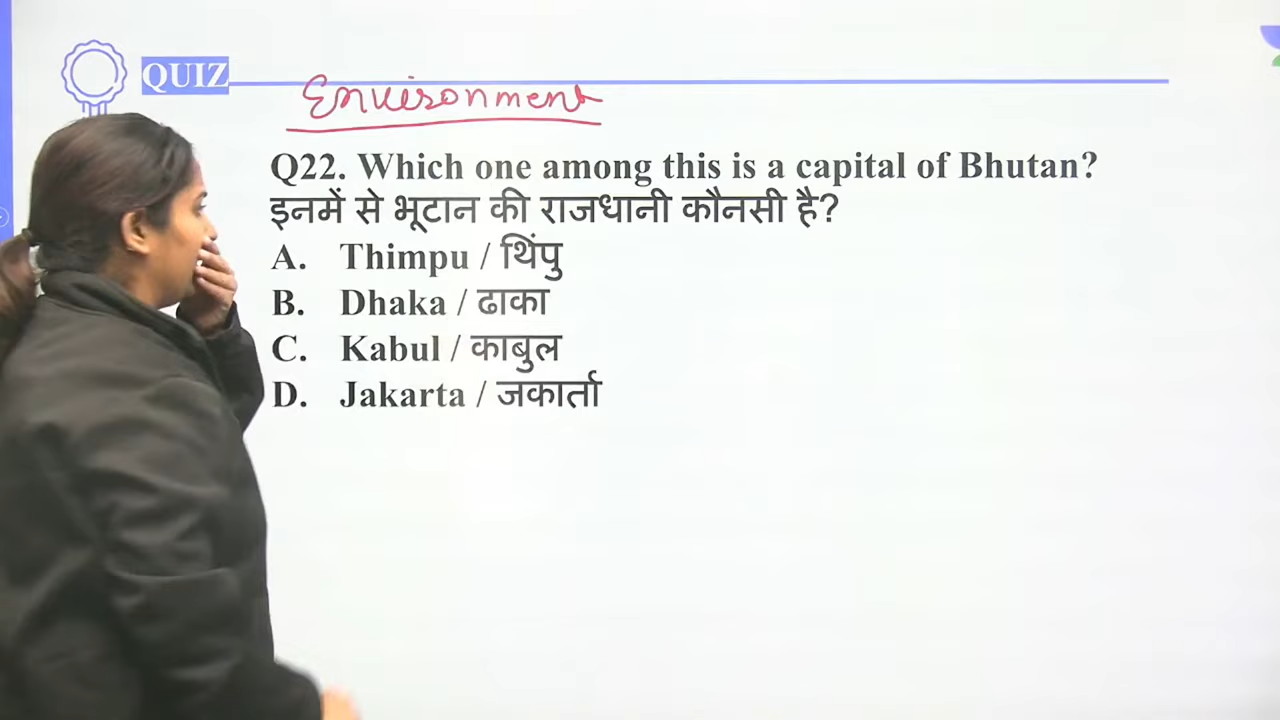 QUIZ
Environment
Q22. Which one among this is a capital of Bhutan?
इनमें से भूटान की राजधानी कौनसी है?
A. Thimpu / थिंपु
B. Dhaka / ढाका
C. Kabul / काबुल
D. Jakarta / जकार्ता